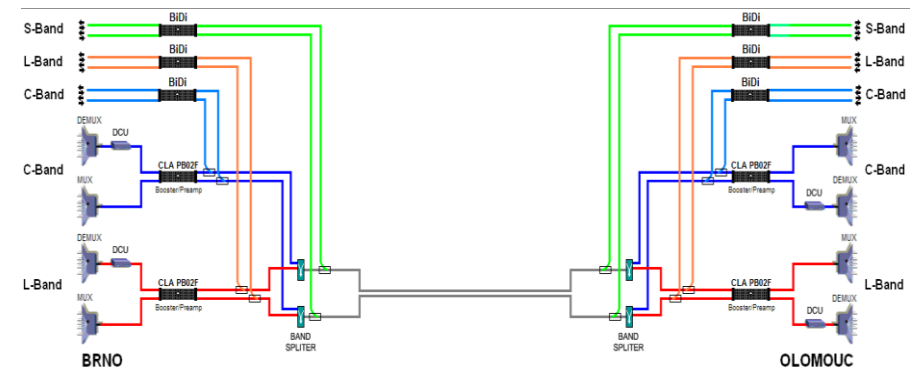 BiDi
S-Band
BiDi
L-Band
BiDi
C-Band
DEMUX
DCU
C-Band
CLA PB02F
MUX
Booster/Preamp
DEMUX
DCU
L-Band
CLA PB02F
MUX
Booster/Preamp
BAND
SPLITER
BRNO
BiDi
S-Band
BiDi
L-Band
BiDi
C-Band
MUX
CLA PB02F
C-Band
DEMUX
Booster/Preamp
DCU
MUX
CLA PB02F
L-Band
DEMUX
Booster/Preamp
DCU
BAND
SPLITER
OLOMOUC